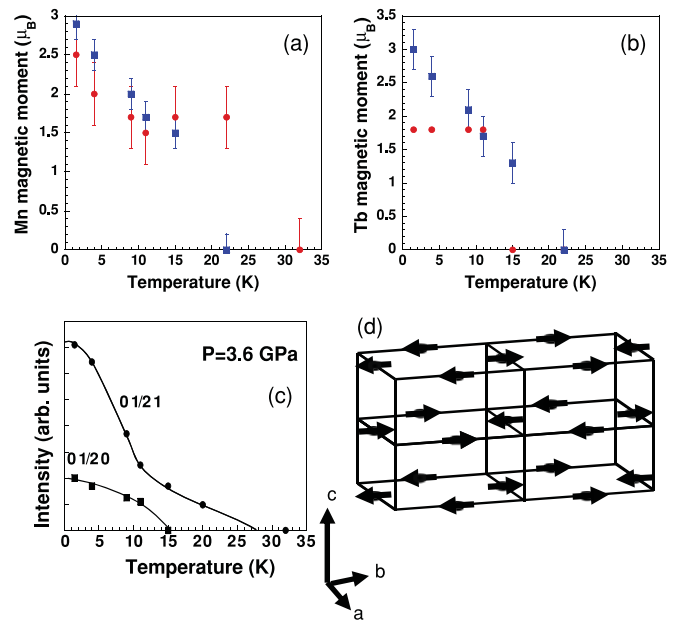 3
2.5
2
1.5
1
0.5
0
Mn magnetic moment (μB)
(a)
0 5 10 15 20 25 30 35
Temperature (K)
3.5
3
2.5
2
1.5
1
0.5
0
Tb magnetic moment (μB)
(b)
0 5 10 15 20 25 30 35
Temperature (K)
Intensity (arb. units)
P=3.6 GPa
(c)
0 1/2 1
0 1/2 0
0 5 10 15 20 25 30 35
Temperature (K)
(d)
c
b
a